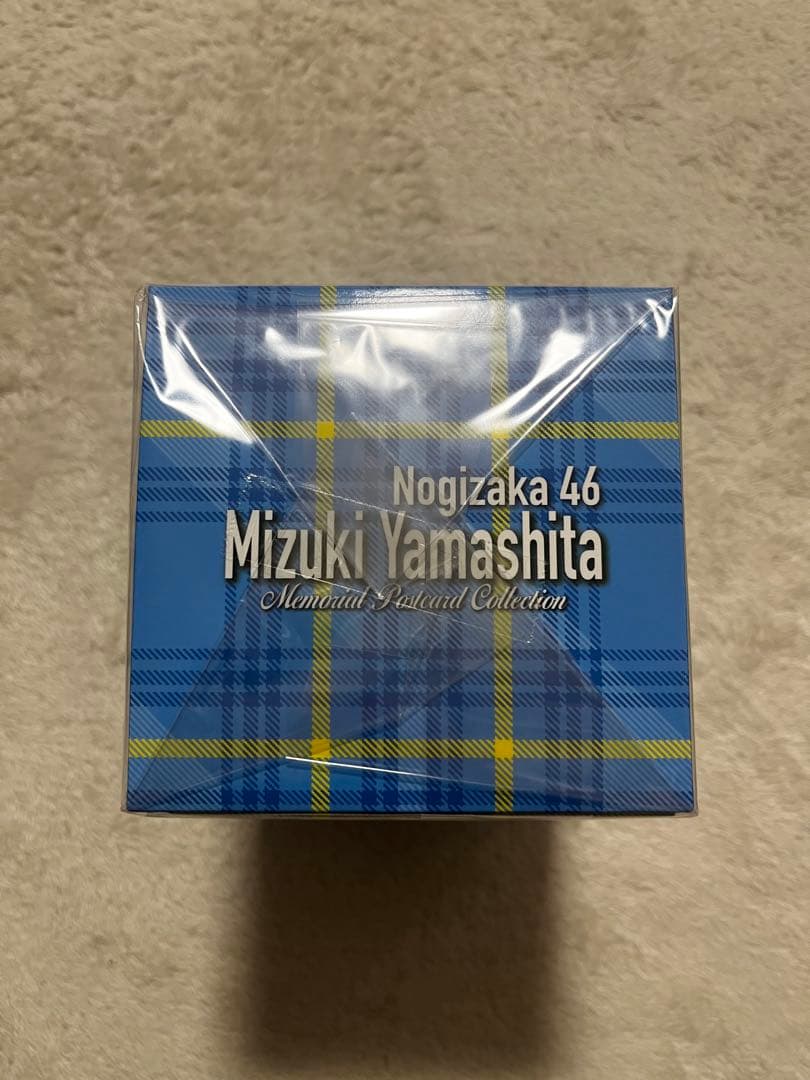 Nogizaka 46
Mizuki Yamashita
Memorial Postcard Collection